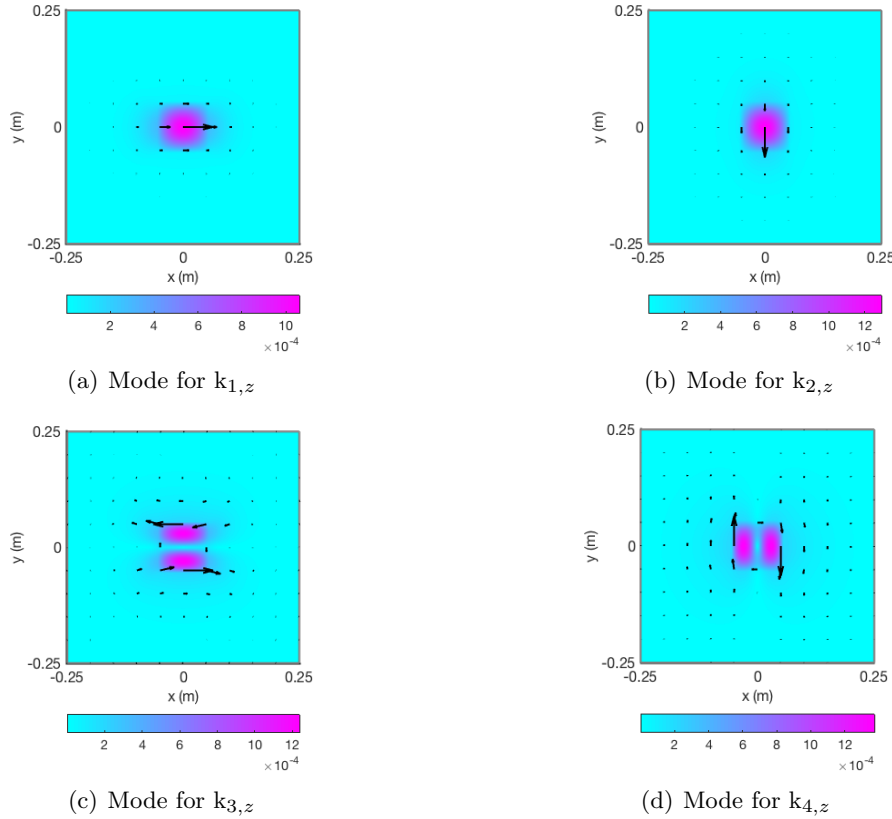 0.25
y (m)
0
-0.25
-0.25 0 0.25
x (m)
2 4 6 8 10
×10⁻⁴
(a) Mode for k₁,z
0.25
y (m)
0
-0.25
-0.25 0 0.25
x (m)
2 4 6 8 10 12
×10⁻⁴
(b) Mode for k₂,z
0.25
y (m)
0
-0.25
-0.25 0 0.25
x (m)
2 4 6 8 10 12
×10⁻⁴
(c) Mode for k₃,z
0.25
y (m)
0
-0.25
-0.25 0 0.25
x (m)
2 4 6 8 10 12
×10⁻⁴
(d) Mode for k₄,z